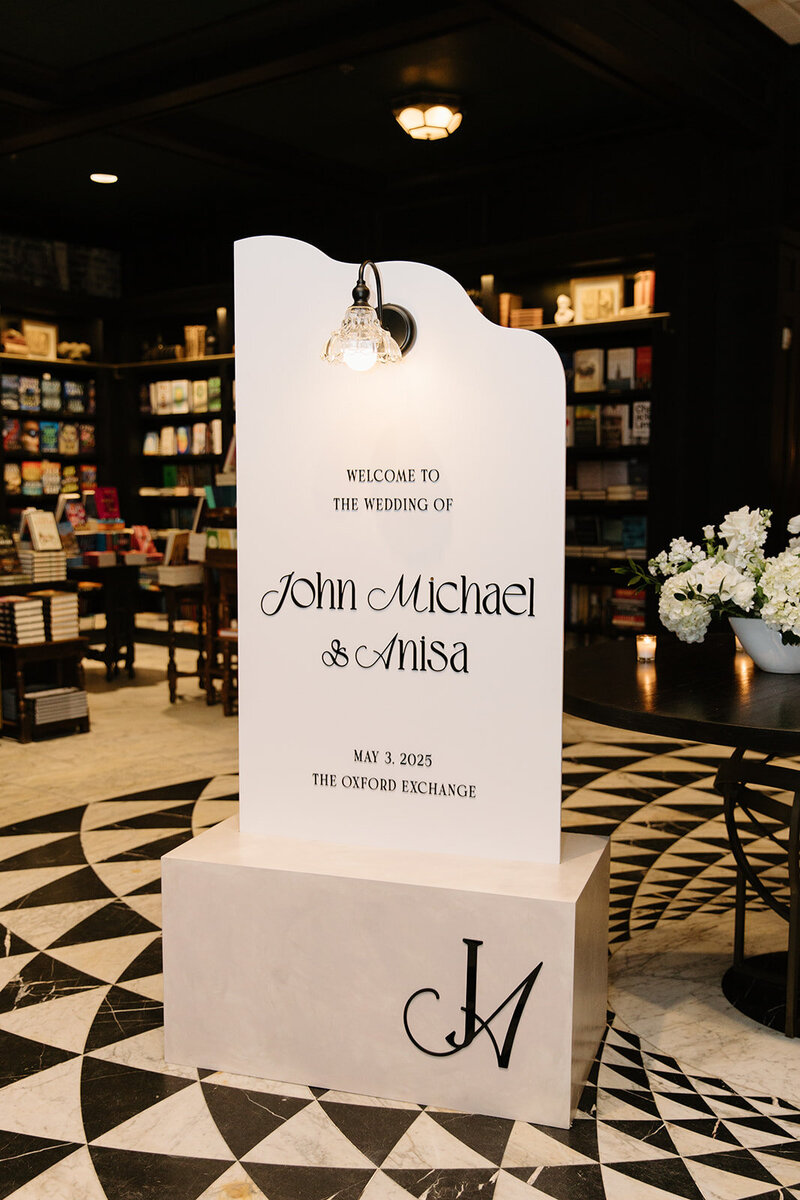 WELCOME TO
THE WEDDING OF
John Michael
& Anisa
MAY 3, 2025
THE OXFORD EXCHANGE
JA